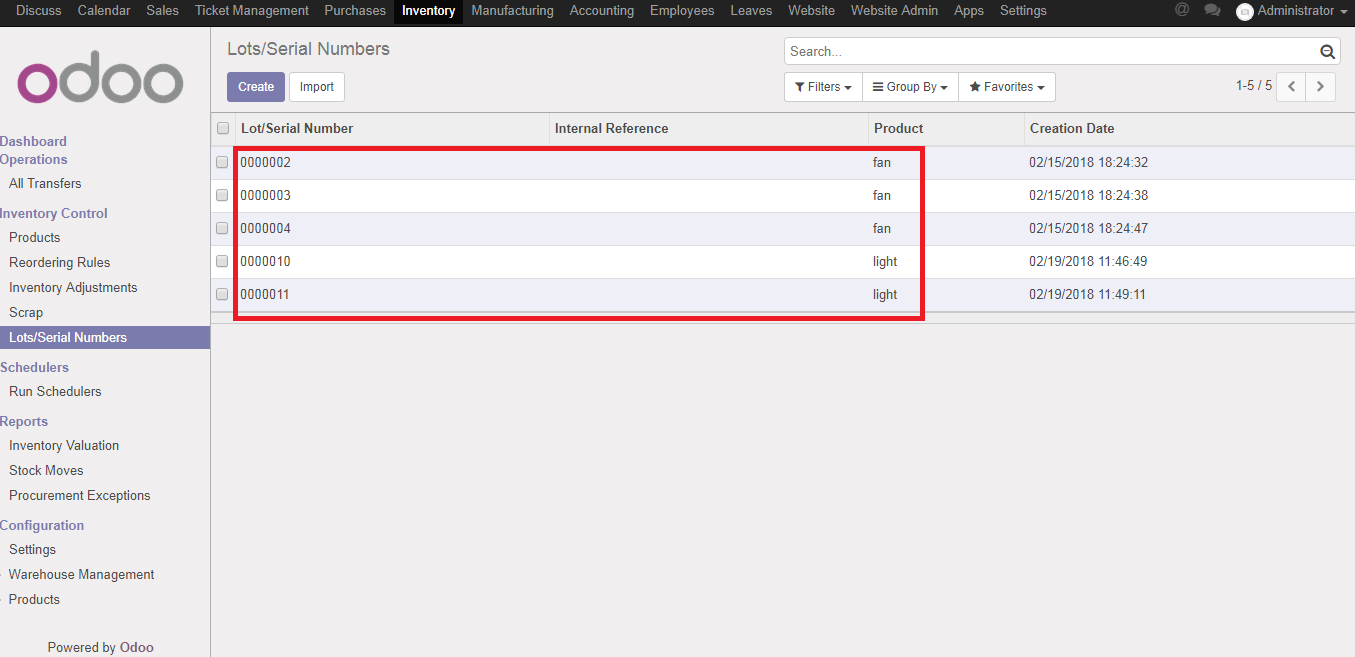 Discuss Calendar Sales Ticket Management Purchases Inventory Manufacturing Accounting Employees Leaves Website Website Admin Apps Settings @ Administrator
odoo
Dashboard
Operations
All Transfers
Inventory Control
Products
Reordering Rules
Inventory Adjustments
Scrap
Lots/Serial Numbers
Schedulers
Run Schedulers
Reports
Inventory Valuation
Stock Moves
Procurement Exceptions
Configuration
Settings
Warehouse Management
Products
Powered by Odoo
Lots/Serial Numbers
Search...
Create Import
Filters Group By Favorites 1-5 / 5
Lot/Serial Number Internal Reference Product Creation Date
0000002 fan 02/15/2018 18:24:32
0000003 fan 02/15/2018 18:24:38
0000004 fan 02/15/2018 18:24:47
0000010 light 02/19/2018 11:46:49
0000011 light 02/19/2018 11:49:11